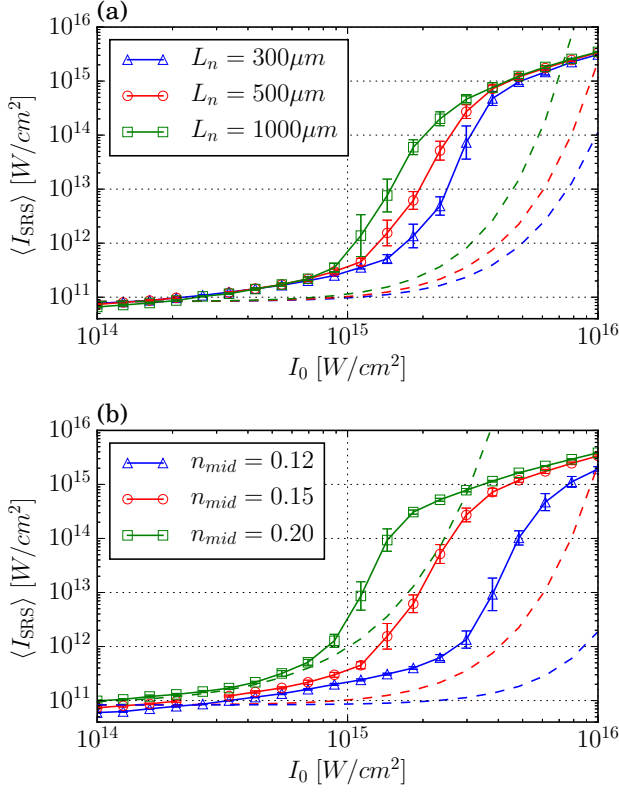 (a)
10^16
10^15
10^14
10^13
10^12
10^11
⟨I_SRS⟩ [W/cm^2]
L_n = 300μm
L_n = 500μm
L_n = 1000μm
10^14 10^15 10^16
I_0 [W/cm^2]
(b)
10^16
10^15
10^14
10^13
10^12
10^11
⟨I_SRS⟩ [W/cm^2]
n_mid = 0.12
n_mid = 0.15
n_mid = 0.20
10^14 10^15 10^16
I_0 [W/cm^2]